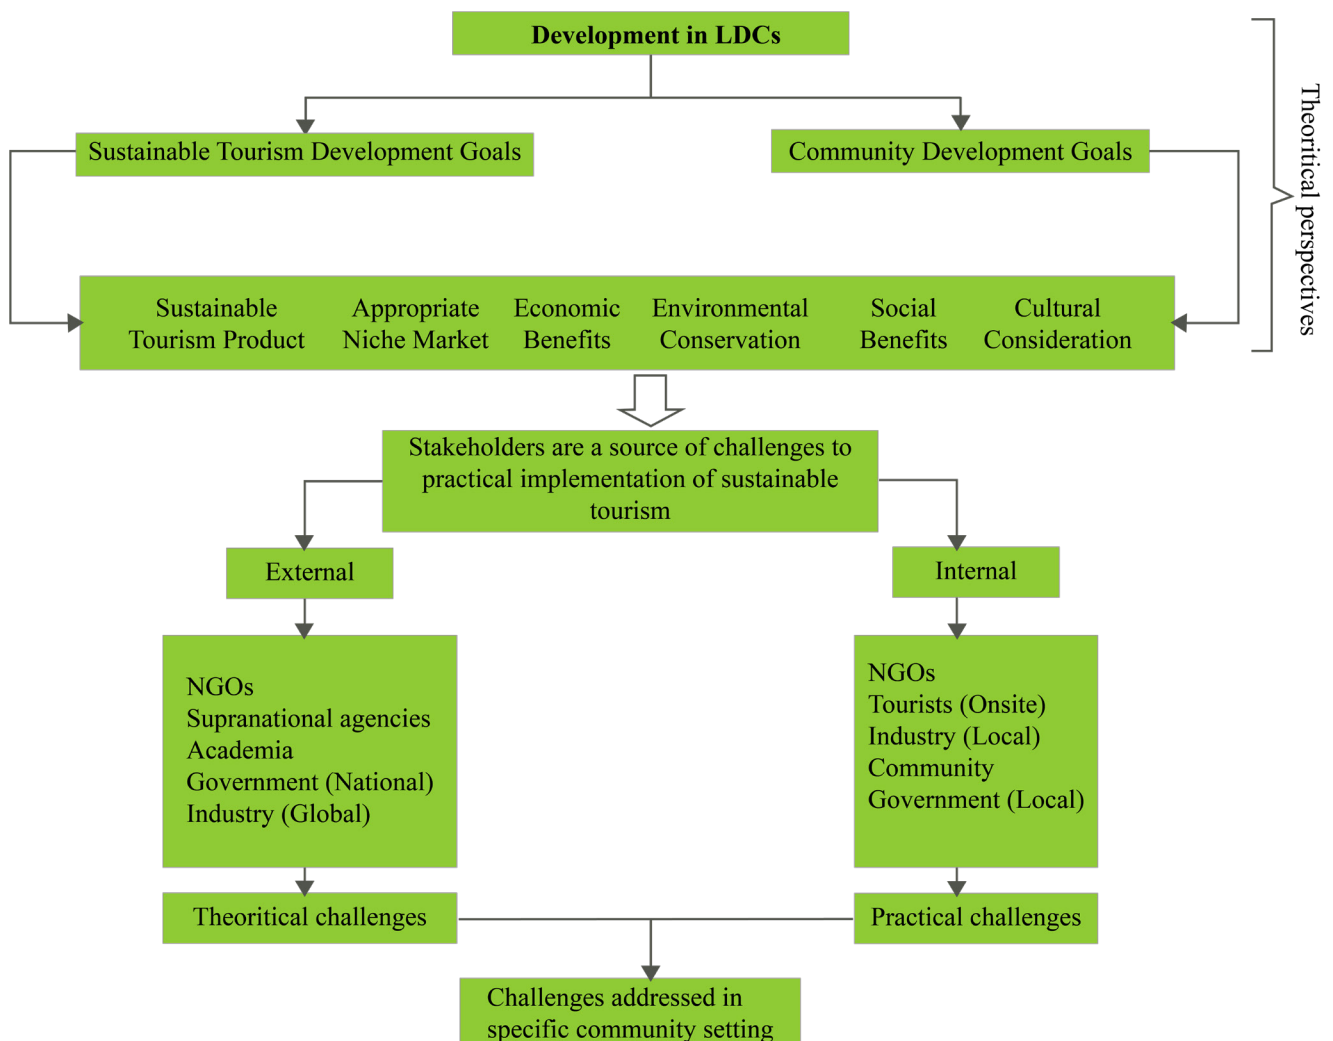 Development in LDCs
Sustainable Tourism Development Goals
Community Development Goals
Theoritical perspectives
Sustainable
Tourism Product
Appropriate
Niche Market
Economic
Benefits
Environmental
Conservation
Social
Benefits
Cultural
Consideration
Stakeholders are a source of challenges to
practical implementation of sustainable
tourism
External
Internal
NGOs
Supranational agencies
Academia
Government (National)
Industry (Global)
NGOs
Tourists (Onsite)
Industry (Local)
Community
Government (Local)
Theoritical challenges
Practical challenges
Challenges addressed in
specific community setting